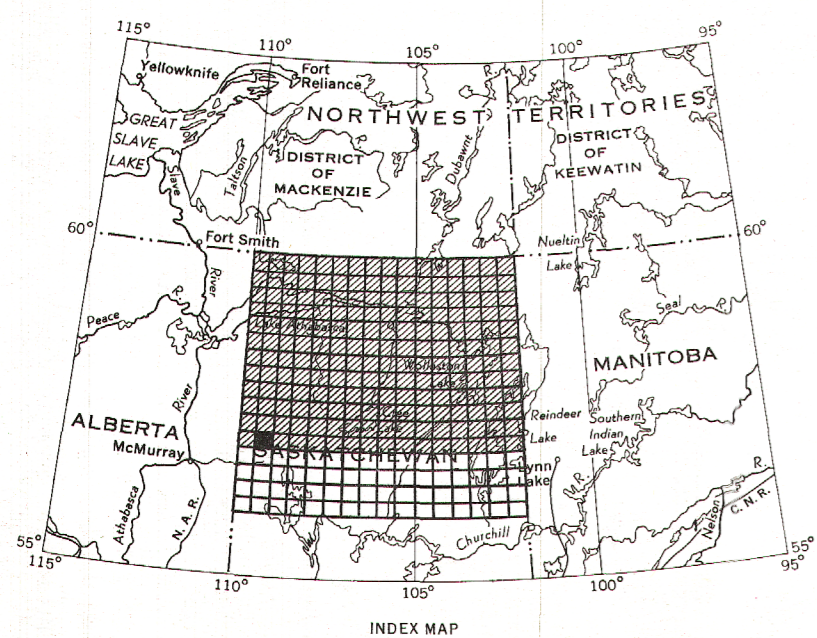 115°
110°
105°
100°
95°
Yellowknife
Fort
Reliance
R.
NORTHWEST TERRITORIES
GREAT
SLAVE
LAKE
DISTRICT
OF
MACKENZIE
DISTRICT
OF
KEEWATIN
Taltson
Dubawnt
Slave
60°
Fort Smith
Nueltin
Lake
60°
River
R.
Peace
Lake Athabasca
Seal R.
Wollaston
Lake
MANITOBA
River
Cree
Lake
Reindeer
Lake
Southern
Indian
Lake
ALBERTA
McMurray
SASKATCHEWAN
Lynn
Lake
R.
R.
Athabasca
N. A. R.
Churchill
Nelson
C.N.R.
55°
115°
110°
105°
100°
55°
95°
INDEX MAP